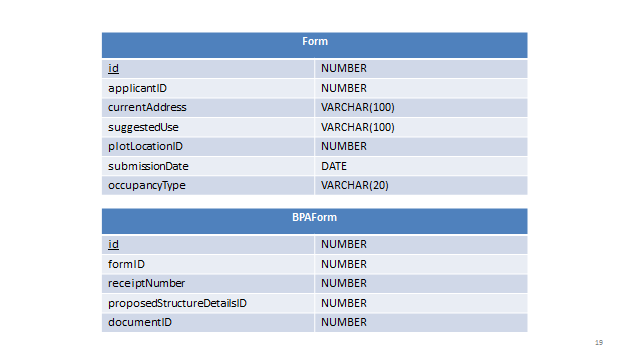 Form
id NUMBER
applicantID NUMBER
currentAddress VARCHAR(100)
suggestedUse VARCHAR(100)
plotLocationID NUMBER
submissionDate DATE
occupancyType VARCHAR(20)
BPAForm
id NUMBER
formID NUMBER
receiptNumber NUMBER
proposedStructureDetailsID NUMBER
documentID NUMBER
19